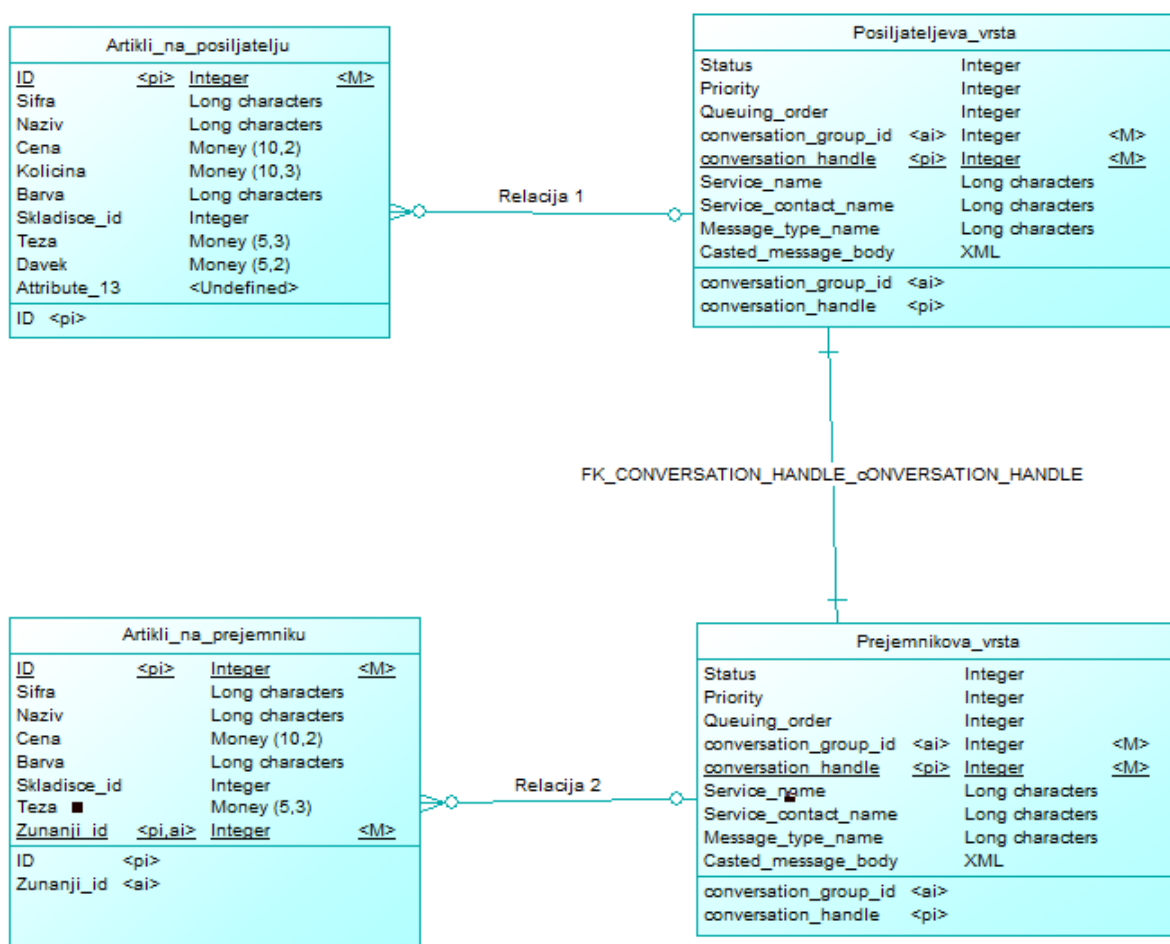 Artikli_na_posiljatelju
ID <pi> Integer <M>
Sifra Long characters
Naziv Long characters
Cena Money (10,2)
Kolicina Money (10,3)
Barva Long characters
Skladisce_id Integer
Teza Money (5,3)
Davek Money (5,2)
Attribute_13 <Undefined>
ID <pi>
Relacija 1
Posiljateljeva_vrsta
Status Integer
Priority Integer
Queuing_order Integer
conversation_group_id <ai> Integer <M>
conversation_handle <pi> Integer <M>
Service_name Long characters
Service_contact_name Long characters
Message_type_name Long characters
Casted_message_body XML
conversation_group_id <ai>
conversation_handle <pi>
FK_CONVERSATION_HANDLE_cONVERSATION_HANDLE
Artikli_na_prejemniku
ID <pi> Integer <M>
Sifra Long characters
Naziv Long characters
Cena Money (10,2)
Barva Long characters
Skladisce_id Integer
Teza Money (5,3)
Zunanji_id <pi,ai> Integer <M>
ID <pi>
Zunanji_id <ai>
Relacija 2
Prejemnikova_vrsta
Status Integer
Priority Integer
Queuing_order Integer
conversation_group_id <ai> Integer <M>
conversation_handle <pi> Integer <M>
Service_name Long characters
Service_contact_name Long characters
Message_type_name Long characters
Casted_message_body XML
conversation_group_id <ai>
conversation_handle <pi>